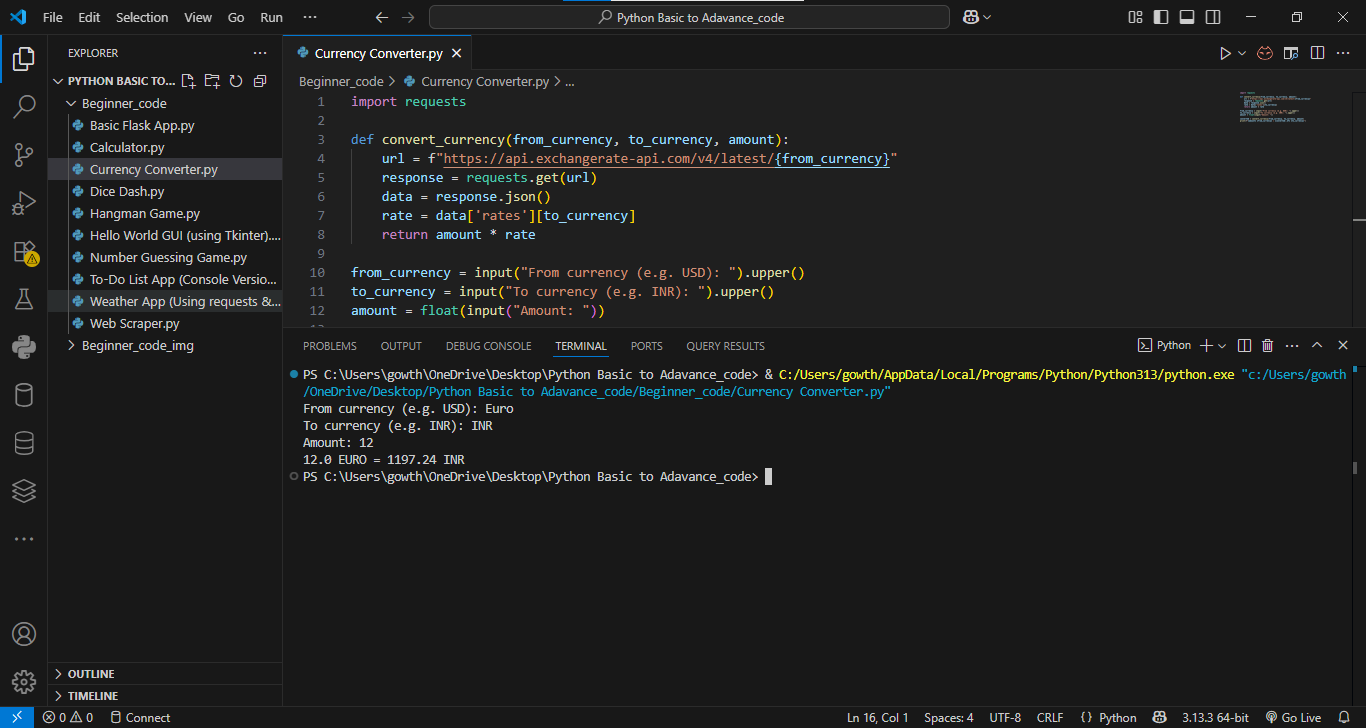 File Edit Selection View Go Run ··· Python Basic to Adavance_code
EXPLORER ···
PYTHON BASIC TO...
Beginner_code
Basic Flask App.py
Calculator.py
Currency Converter.py
Dice Dash.py
Hangman Game.py
Hello World GUI (using Tkinter)....
Number Guessing Game.py
To-Do List App (Console Versio...
Weather App (Using requests &...
Web Scraper.py
Beginner_code_img
OUTLINE
TIMELINE
Currency Converter.py
Beginner_code > Currency Converter.py > ...
1 import requests
2
3 def convert_currency(from_currency, to_currency, amount):
4     url = f"https://api.exchangerate-api.com/v4/latest/{from_currency}"
5     response = requests.get(url)
6     data = response.json()
7     rate = data['rates'][to_currency]
8     return amount * rate
9
10 from_currency = input("From currency (e.g. USD): ").upper()
11 to_currency = input("To currency (e.g. INR): ").upper()
12 amount = float(input("Amount: "))
PROBLEMS OUTPUT DEBUG CONSOLE TERMINAL PORTS QUERY RESULTS Python ···
PS C:\Users\gowth\OneDrive\Desktop\Python Basic to Adavance_code> & C:/Users/gowth/AppData/Local/Programs/Python/Python313/python.exe "c:/Users/gowth
/OneDrive/Desktop/Python Basic to Adavance_code/Beginner_code/Currency Converter.py"
From currency (e.g. USD): Euro
To currency (e.g. INR): INR
Amount: 12
12.0 EURO = 1197.24 INR
PS C:\Users\gowth\OneDrive\Desktop\Python Basic to Adavance_code>
0 0 Connect Ln 16, Col 1 Spaces: 4 UTF-8 CRLF {} Python 3.13.3 64-bit Go Live